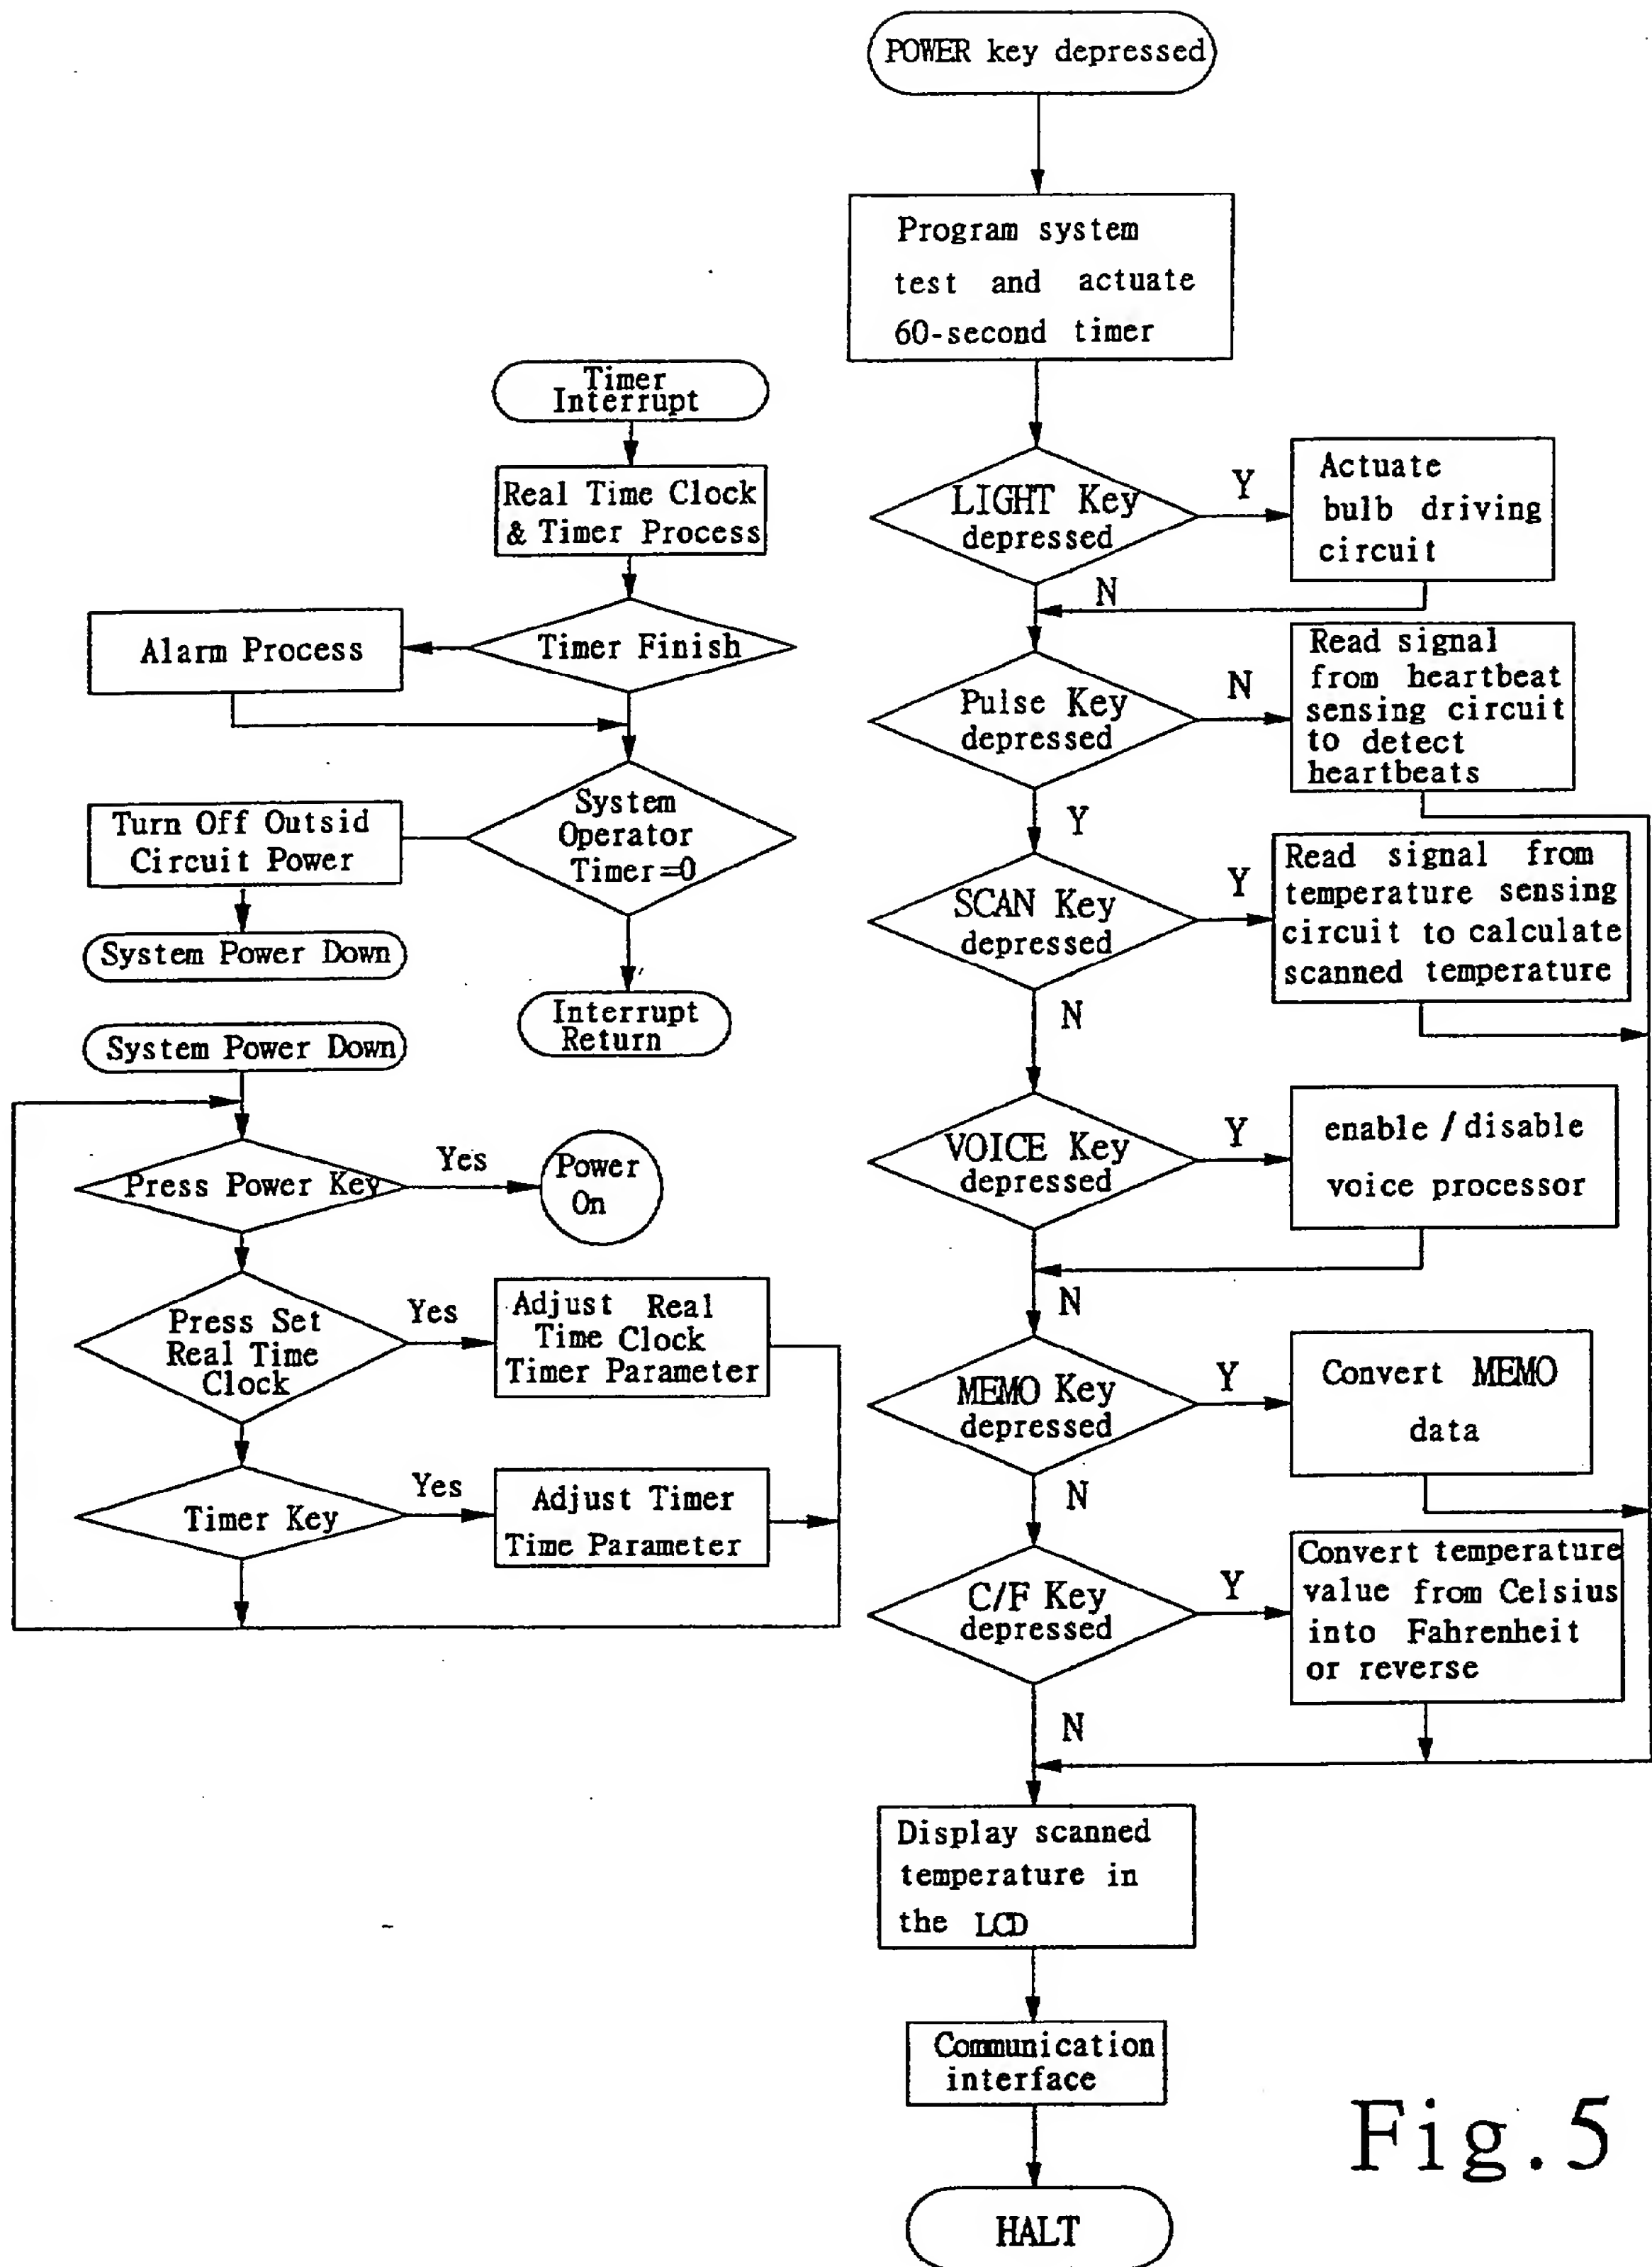 POWER key depressed
Program system
test and actuate
60-second timer
LIGHT Key
depressed
Y
Actuate
bulb driving
circuit
N
Pulse Key
depressed
N
Read signal
from heartbeat
sensing circuit
to detect
heartbeats
Y
SCAN Key
depressed
Y
Read signal from
temperature sensing
circuit to calculate
scanned temperature
N
VOICE Key
depressed
Y
enable / disable
voice processor
N
MEMO Key
depressed
Y
Convert MEMO
data
N
C/F Key
depressed
Y
Convert temperature
value from Celsius
into Fahrenheit
or reverse
N
Display scanned
temperature in
the LCD
Communication
interface
HALT
Timer
Interrupt
Real Time Clock
& Timer Process
Timer Finish
Alarm Process
System
Operator
Timer=0
Turn Off Outsid
Circuit Power
System Power Down
Interrupt
Return
System Power Down
Press Power Key
Yes
Power
On
Press Set
Real Time
Clock
Yes
Adjust Real
Time Clock
Timer Parameter
Timer Key
Yes
Adjust Timer
Time Parameter
Fig.5